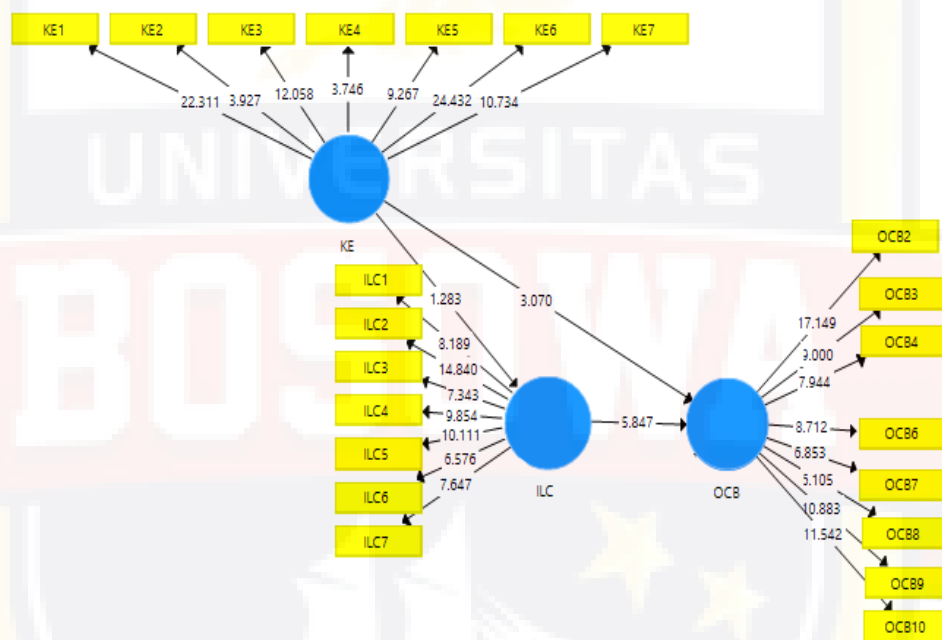 KE1 KE2 KE3 KE4 KE5 KE6 KE7
22.311 3.927 12.058 3.746 9.267 24.432 10.734
UNIVERSITAS
KE
BOSOWA
OCB2
ILC1
1.283
3.070
OCB3
ILC2
17.149
8.189
OCB4
9.000
ILC3
14.840
7.944
7.343
ILC4
9.854
5.847
8.712
OCB6
10.111
ILC5
6.853
6.576
5.105
OCB7
7.647
ILC
OCB
ILC6
10.883
11.542
OCB8
ILC7
OCB9
OCB10